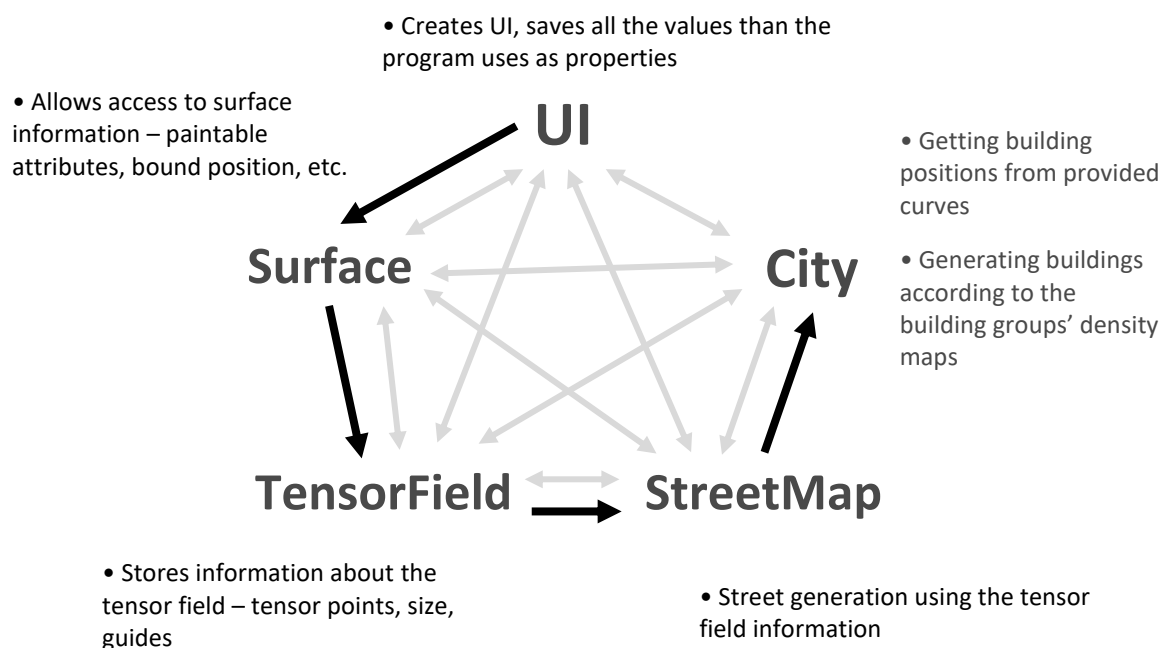 • Creates UI, saves all the values than the
program uses as properties
• Allows access to surface
information – paintable
attributes, bound position, etc.
UI
• Getting building
positions from provided
curves
Surface
City
• Generating buildings
according to the
building groups’ density
maps
TensorField
StreetMap
• Stores information about the
tensor field – tensor points, size,
guides
• Street generation using the tensor
field information